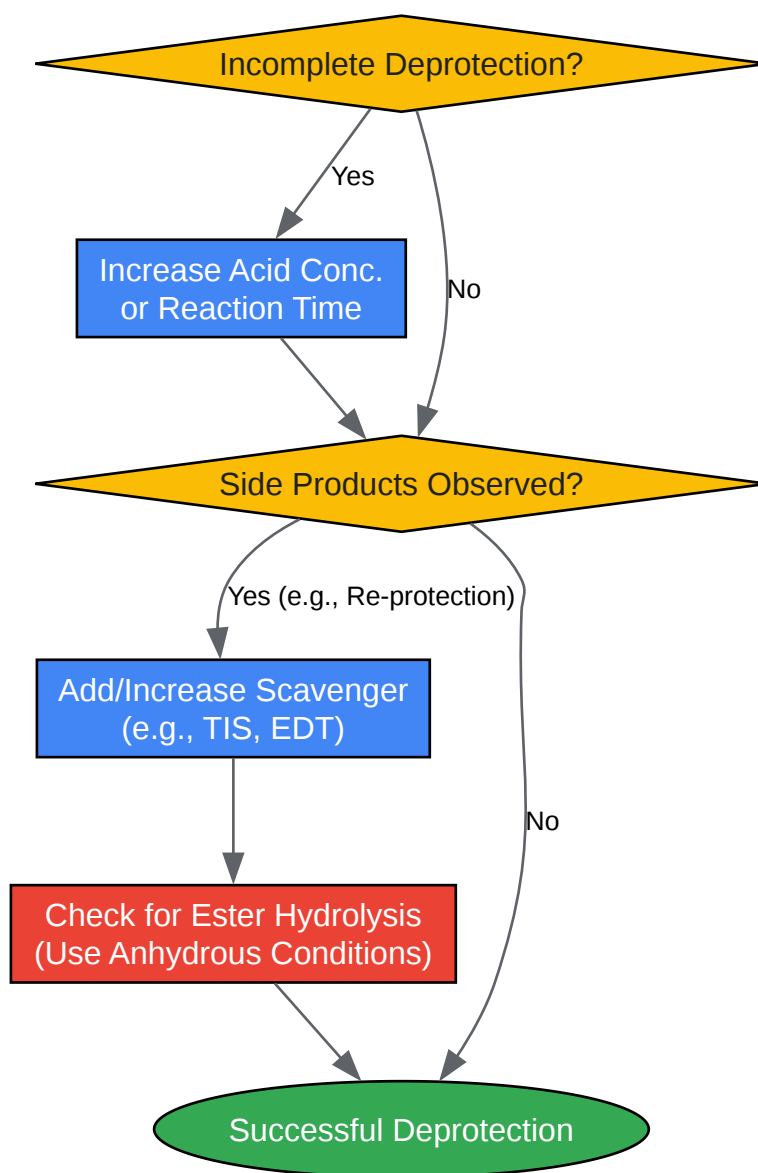 Incomplete Deprotection?
Yes
Increase Acid Conc.
or Reaction Time
No
Side Products Observed?
Yes (e.g., Re-protection)
Add/Increase Scavenger
(e.g., TIS, EDT)
No
Check for Ester Hydrolysis
(Use Anhydrous Conditions)
Successful Deprotection